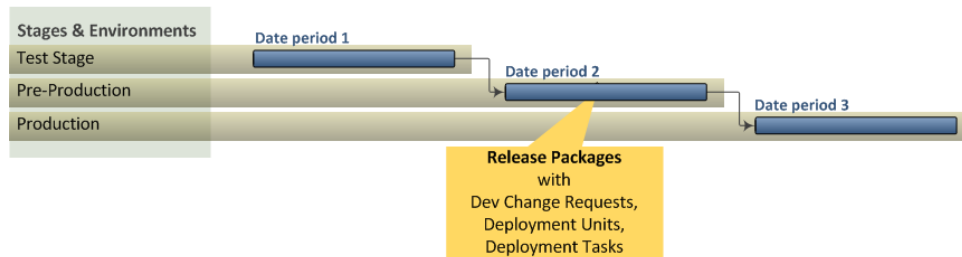 Stages & Environments
Date period 1
Test Stage
Date period 2
Pre-Production
Date period 3
Production
Release Packages
with
Dev Change Requests,
Deployment Units,
Deployment Tasks